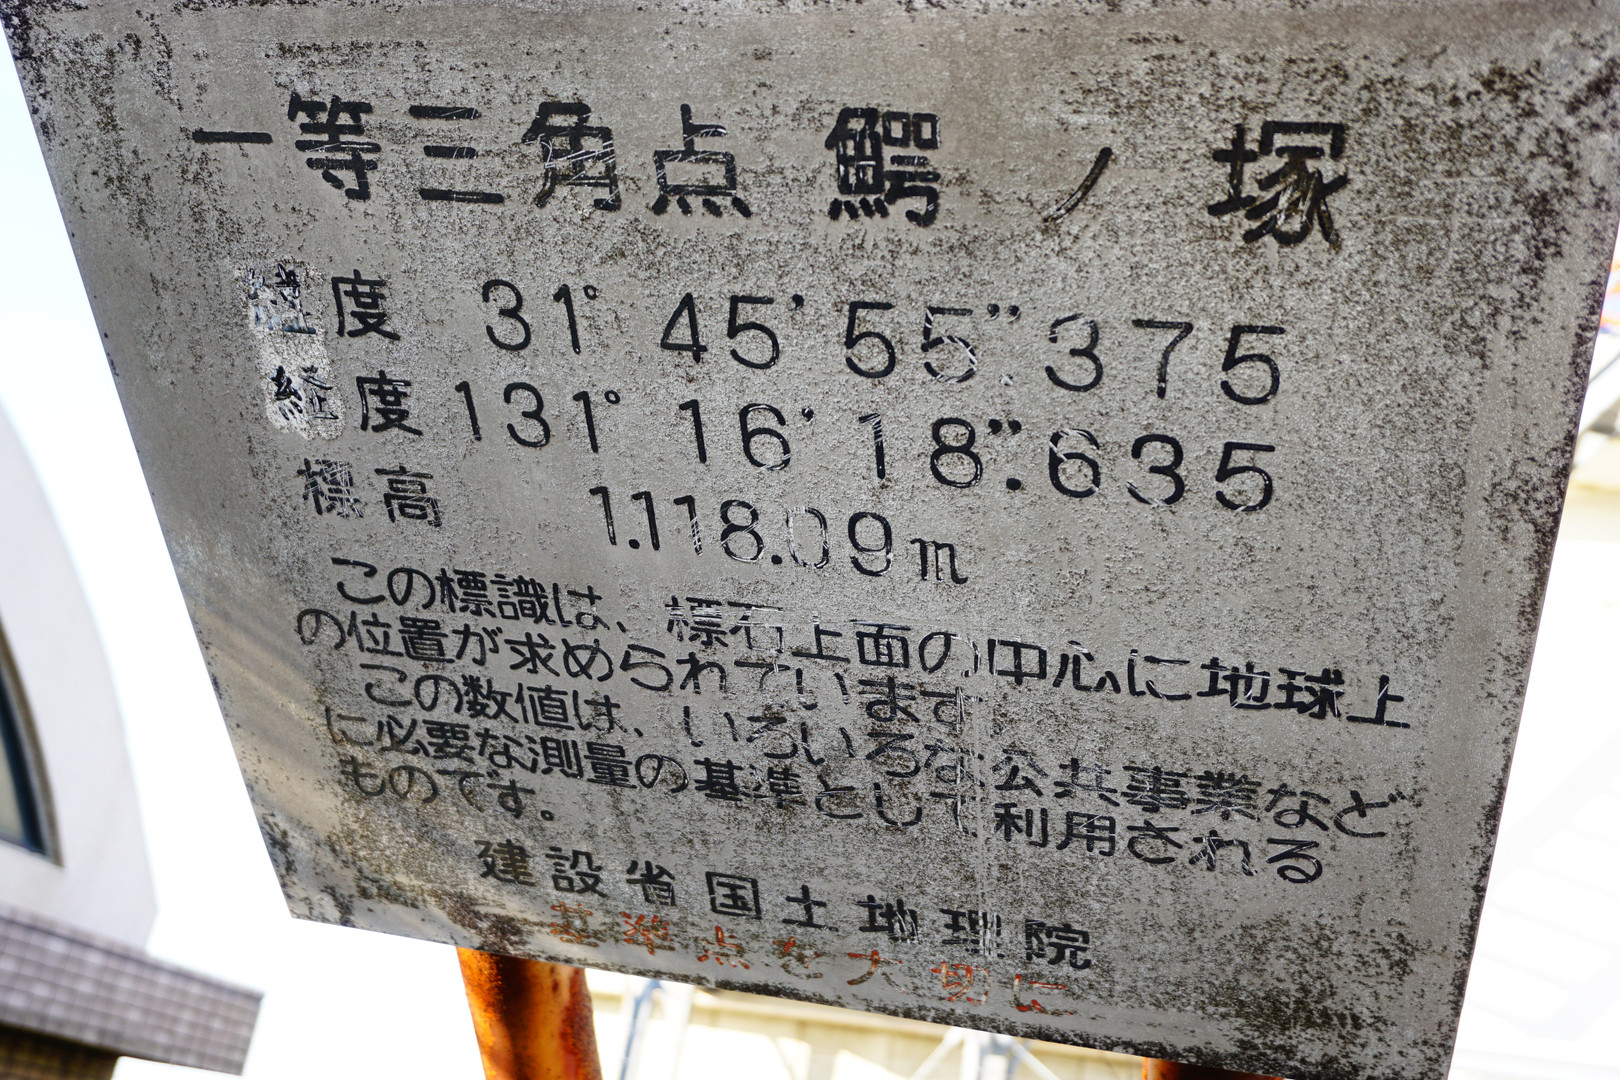 一等三角点 鰐ノ塚
緯度 31° 45′ 55″.375
経度 131° 16′ 18″.635
標高 1,118.09m
この標識は、標石上面の中心に地球上
の位置が求められています。
この数値は、いろいろな公共事業など
に必要な測量の基準として利用される
ものです。
建設省国土地理院
基準点を大切に